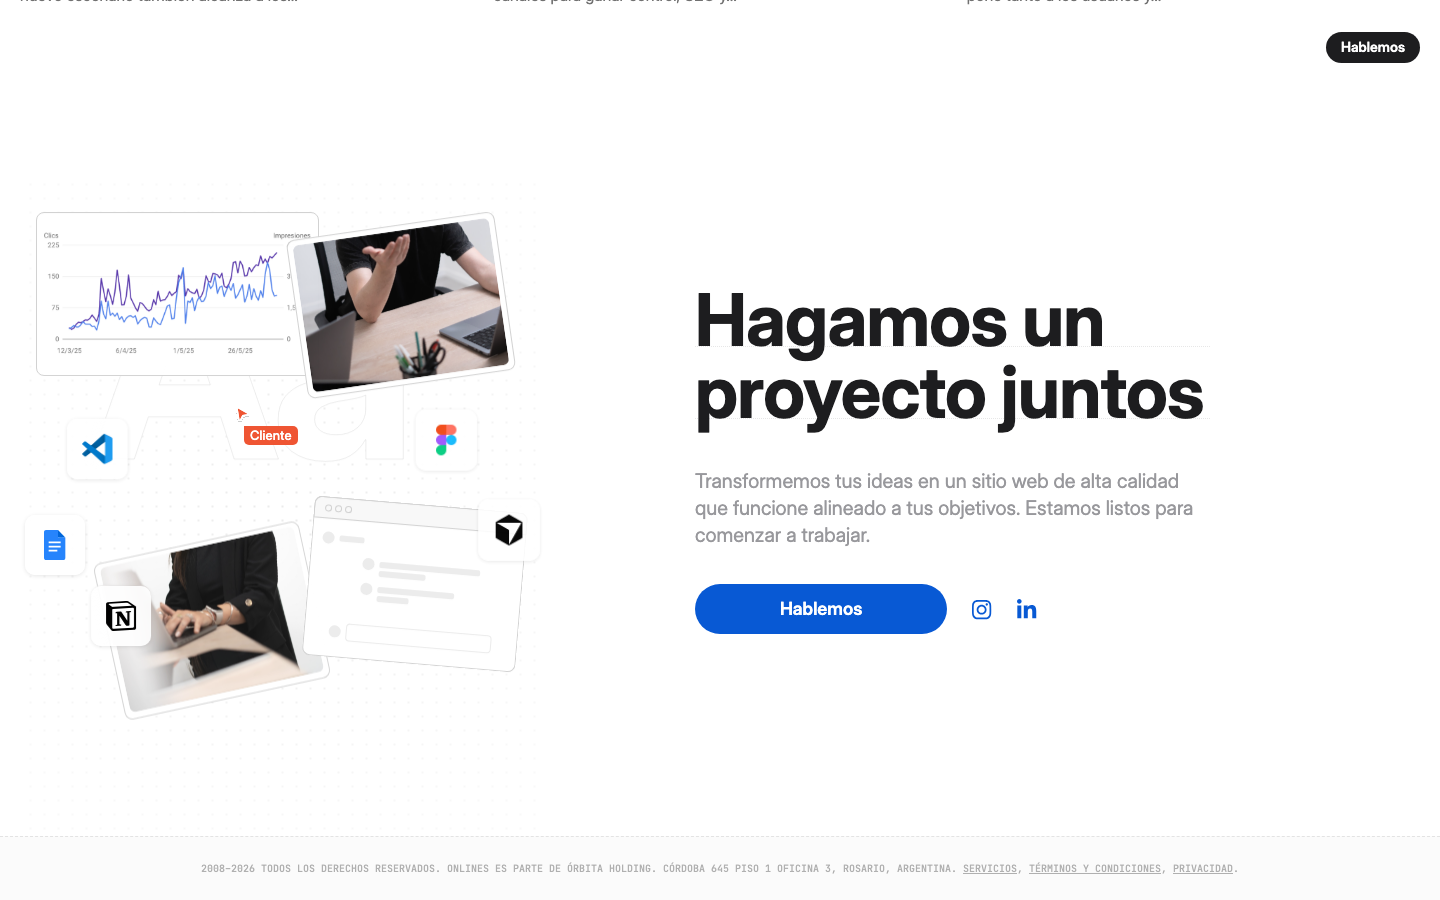 Hablemos
Clics
Impresiones
225
150
75
0
0
12/3/25
6/4/25
1/5/25
26/5/25
Aa
Cliente
Hagamos un
proyecto juntos
Transformemos tus ideas en un sitio web de alta calidad
que funcione alineado a tus objetivos. Estamos listos para
comenzar a trabajar.
Hablemos
2008-2026 TODOS LOS DERECHOS RESERVADOS. ONLINES ES PARTE DE ÓRBITA HOLDING. CÓRDOBA 645 PISO 1 OFICINA 3, ROSARIO, ARGENTINA. SERVICIOS, TÉRMINOS Y CONDICIONES, PRIVACIDAD.